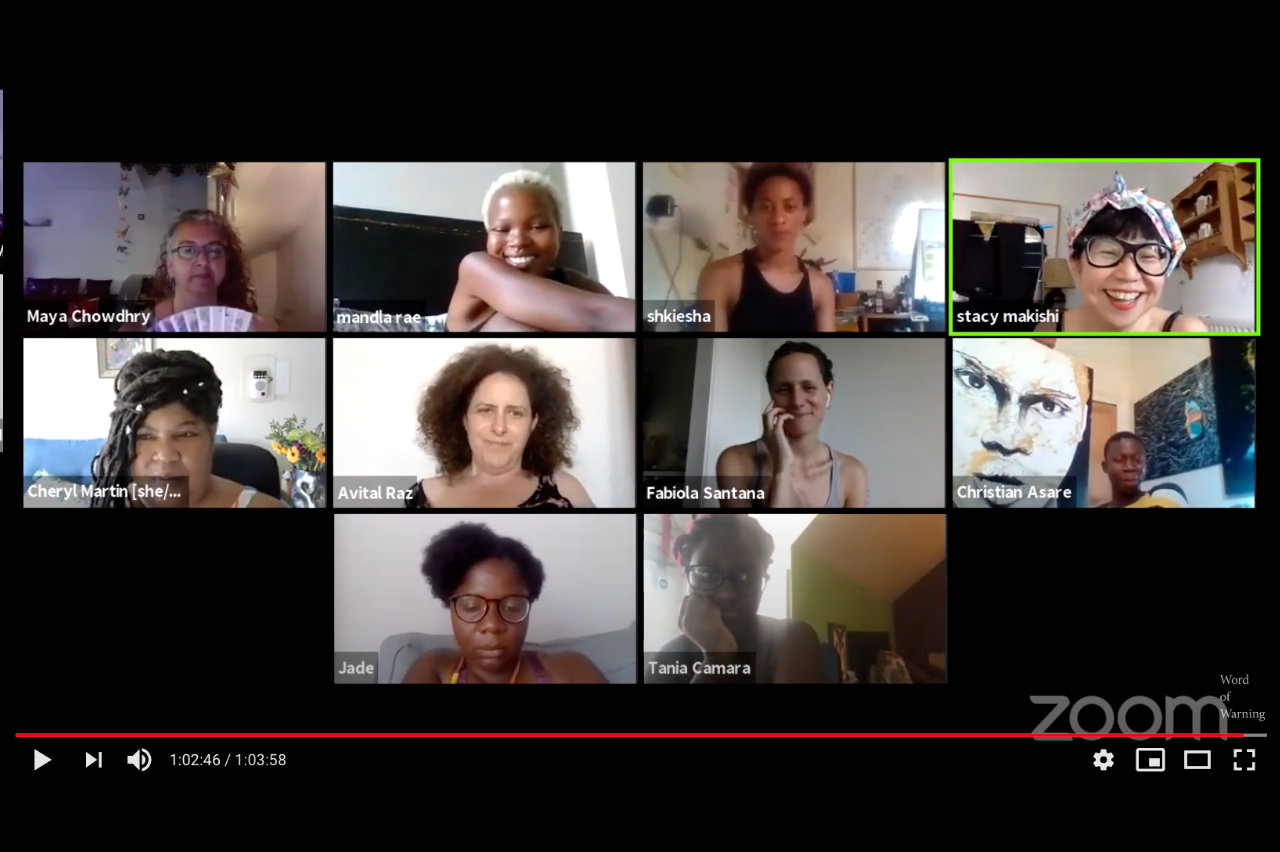 Maya Chowdhry
mandla rae
shkiesha
stacy makishi
Cheryl Martin [she/...
Avital Raz
Fabiola Santana
Christian Asare
Jade
Tania Camara
zoom
Word
of
Warning
1:02:46 / 1:03:58